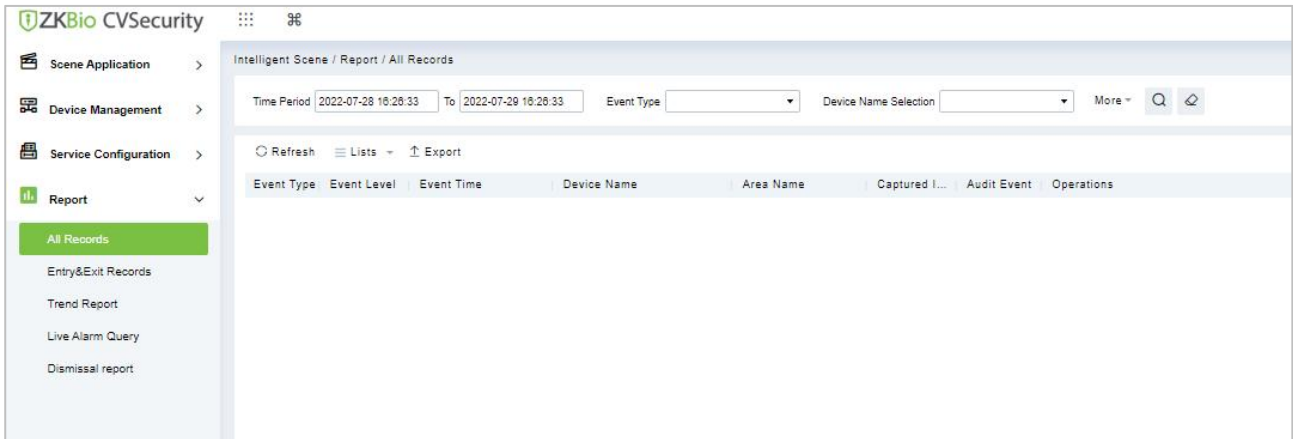 ZKBio CVSecurity
Scene Application
Device Management
Service Configuration
Report
All Records
Entry&Exit Records
Trend Report
Live Alarm Query
Dismissal report
Intelligent Scene / Report / All Records
Time Period 2022-07-28 16:26:33 To 2022-07-29 16:26:33 Event Type Device Name Selection More
Refresh Lists Export
Event Type Event Level Event Time Device Name Area Name Captured I... Audit Event Operations